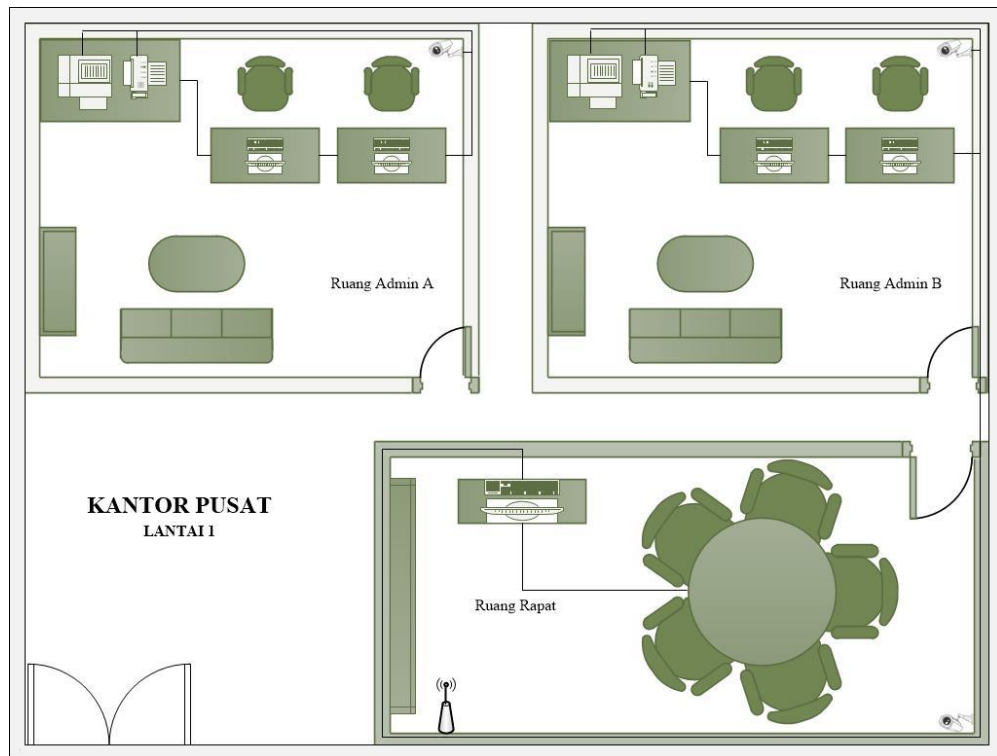 Ruang Admin A
Ruang Admin B
KANTOR PUSAT
LANTAI 1
Ruang Rapat